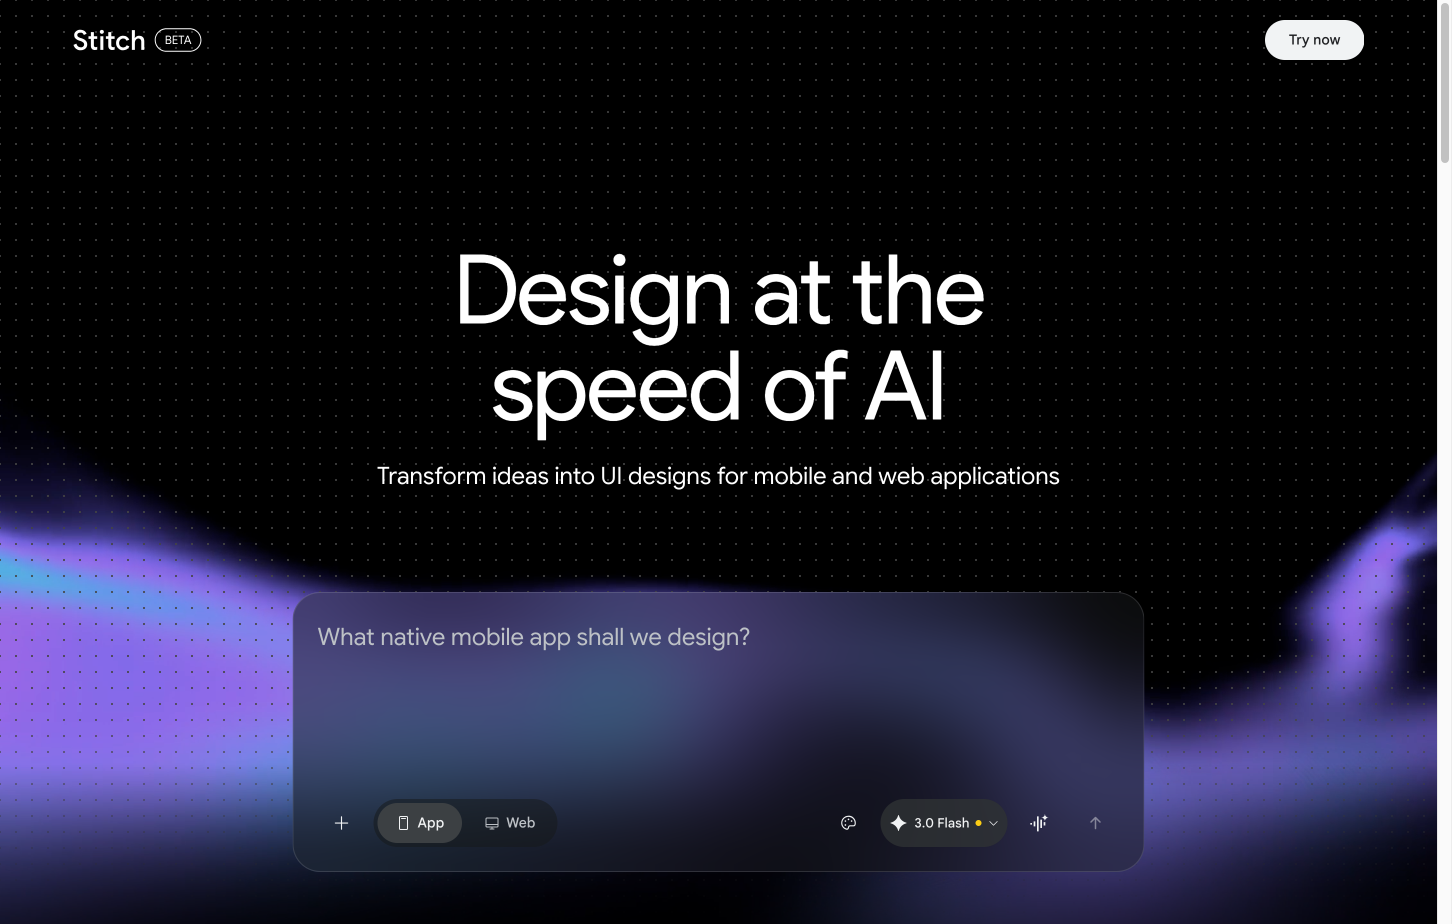 Stitch BETA
Try now
Design at the
speed of AI
Transform ideas into UI designs for mobile and web applications
What native mobile app shall we design?
App Web 3.0 Flash